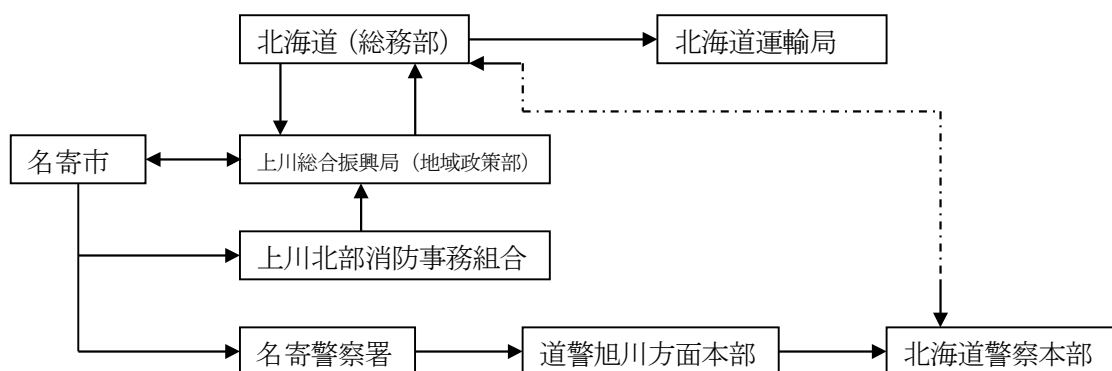 北海道（総務部）
北海道運輸局
名寄市
上川総合振興局（地域政策部）
上川北部消防事務組合
名寄警察署
道警旭川方面本部
北海道警察本部